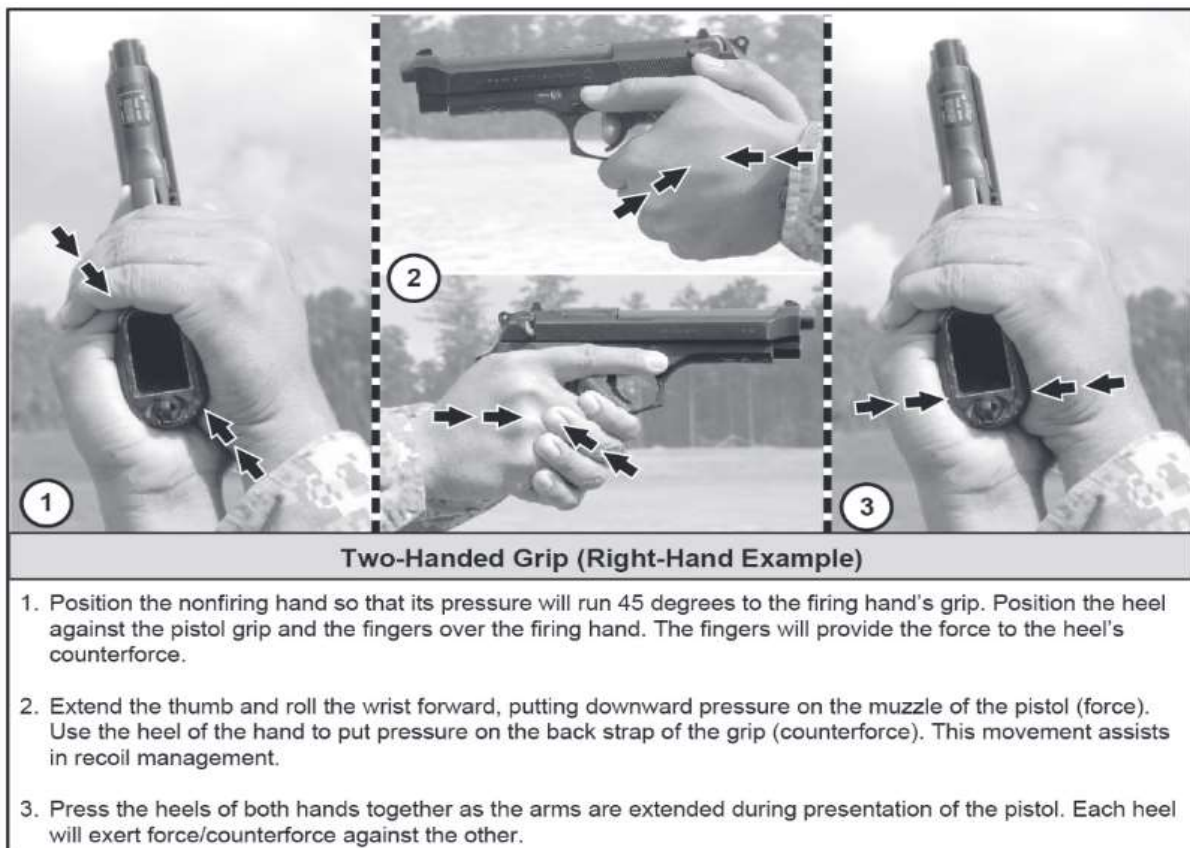 1
2
3
Two-Handed Grip (Right-Hand Example)
1. Position the nonfiring hand so that its pressure will run 45 degrees to the firing hand's grip. Position the heel
against the pistol grip and the fingers over the firing hand. The fingers will provide the force to the heel's
counterforce.
2. Extend the thumb and roll the wrist forward, putting downward pressure on the muzzle of the pistol (force).
Use the heel of the hand to put pressure on the back strap of the grip (counterforce). This movement assists
in recoil management.
3. Press the heels of both hands together as the arms are extended during presentation of the pistol. Each heel
will exert force/counterforce against the other.